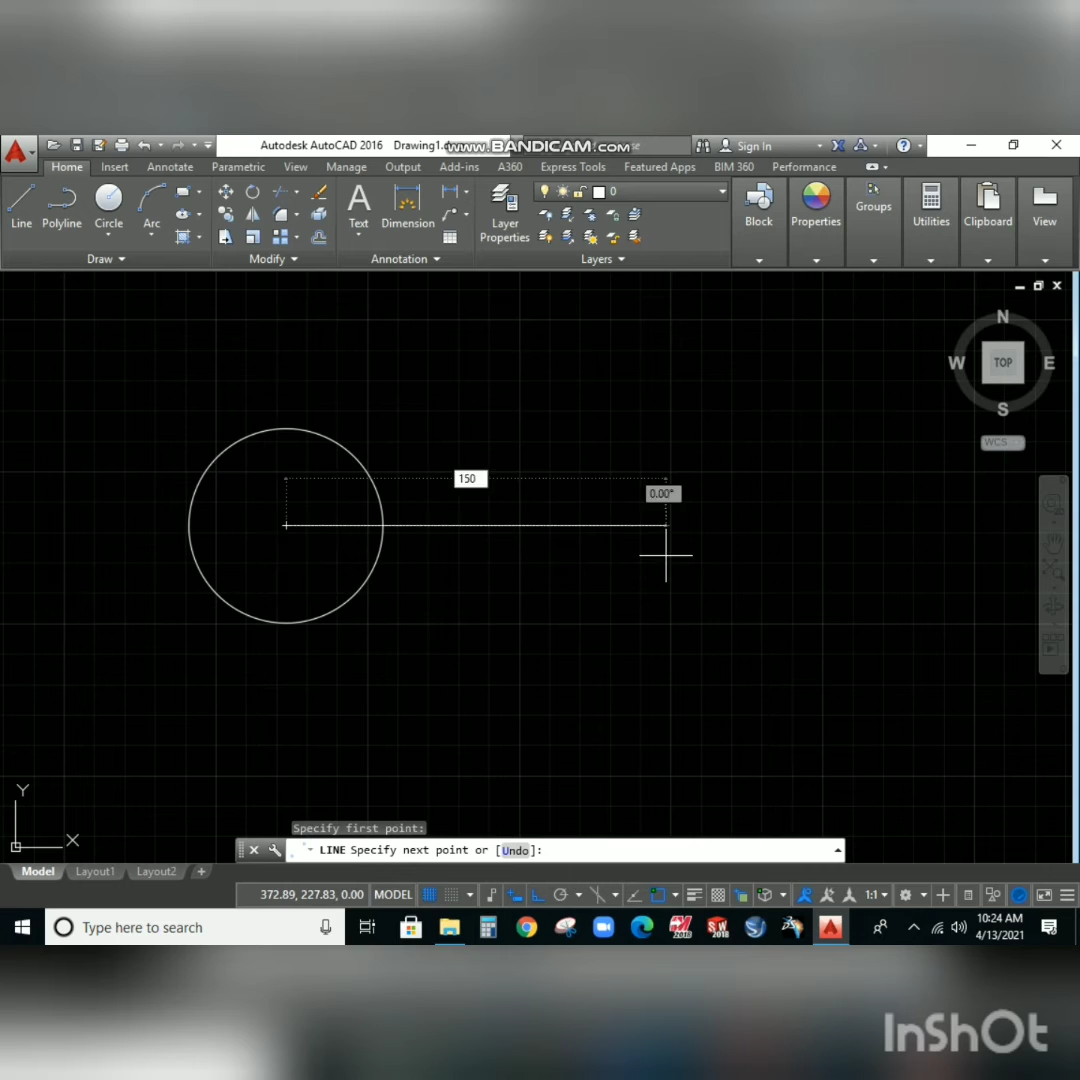 Autodesk AutoCAD 2016 Drawing1.d
www.BANDICAM.com
Sign In
Home Insert Annotate Parametric View Manage Output Add-ins A360 Express Tools Featured Apps BIM 360 Performance
Line Polyline Circle Arc
Text Dimension
Layer
Properties
0
Block Properties Groups Utilities Clipboard View
Draw Modify Annotation Layers
N
W TOP E
S
WCS
150
0.00°
Y
X
Specify first point:
LINE Specify next point or [Undo]:
Model Layout1 Layout2 +
372.89, 227.83, 0.00 MODEL 1:1
Type here to search
2018
SW
2018
10:24 AM
4/13/2021
InShOt